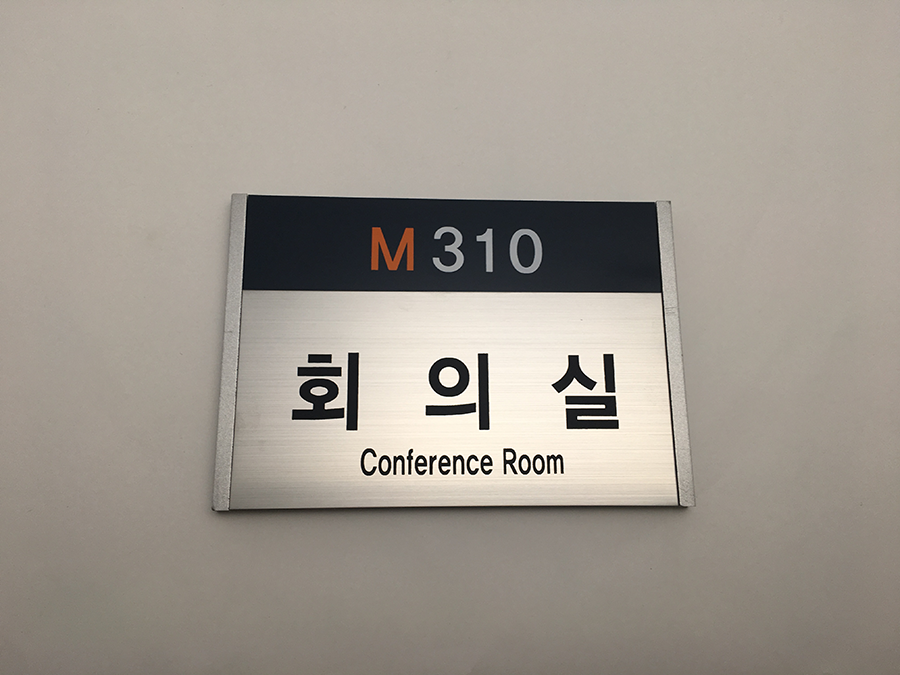 M 310
회 의 실
Conference Room